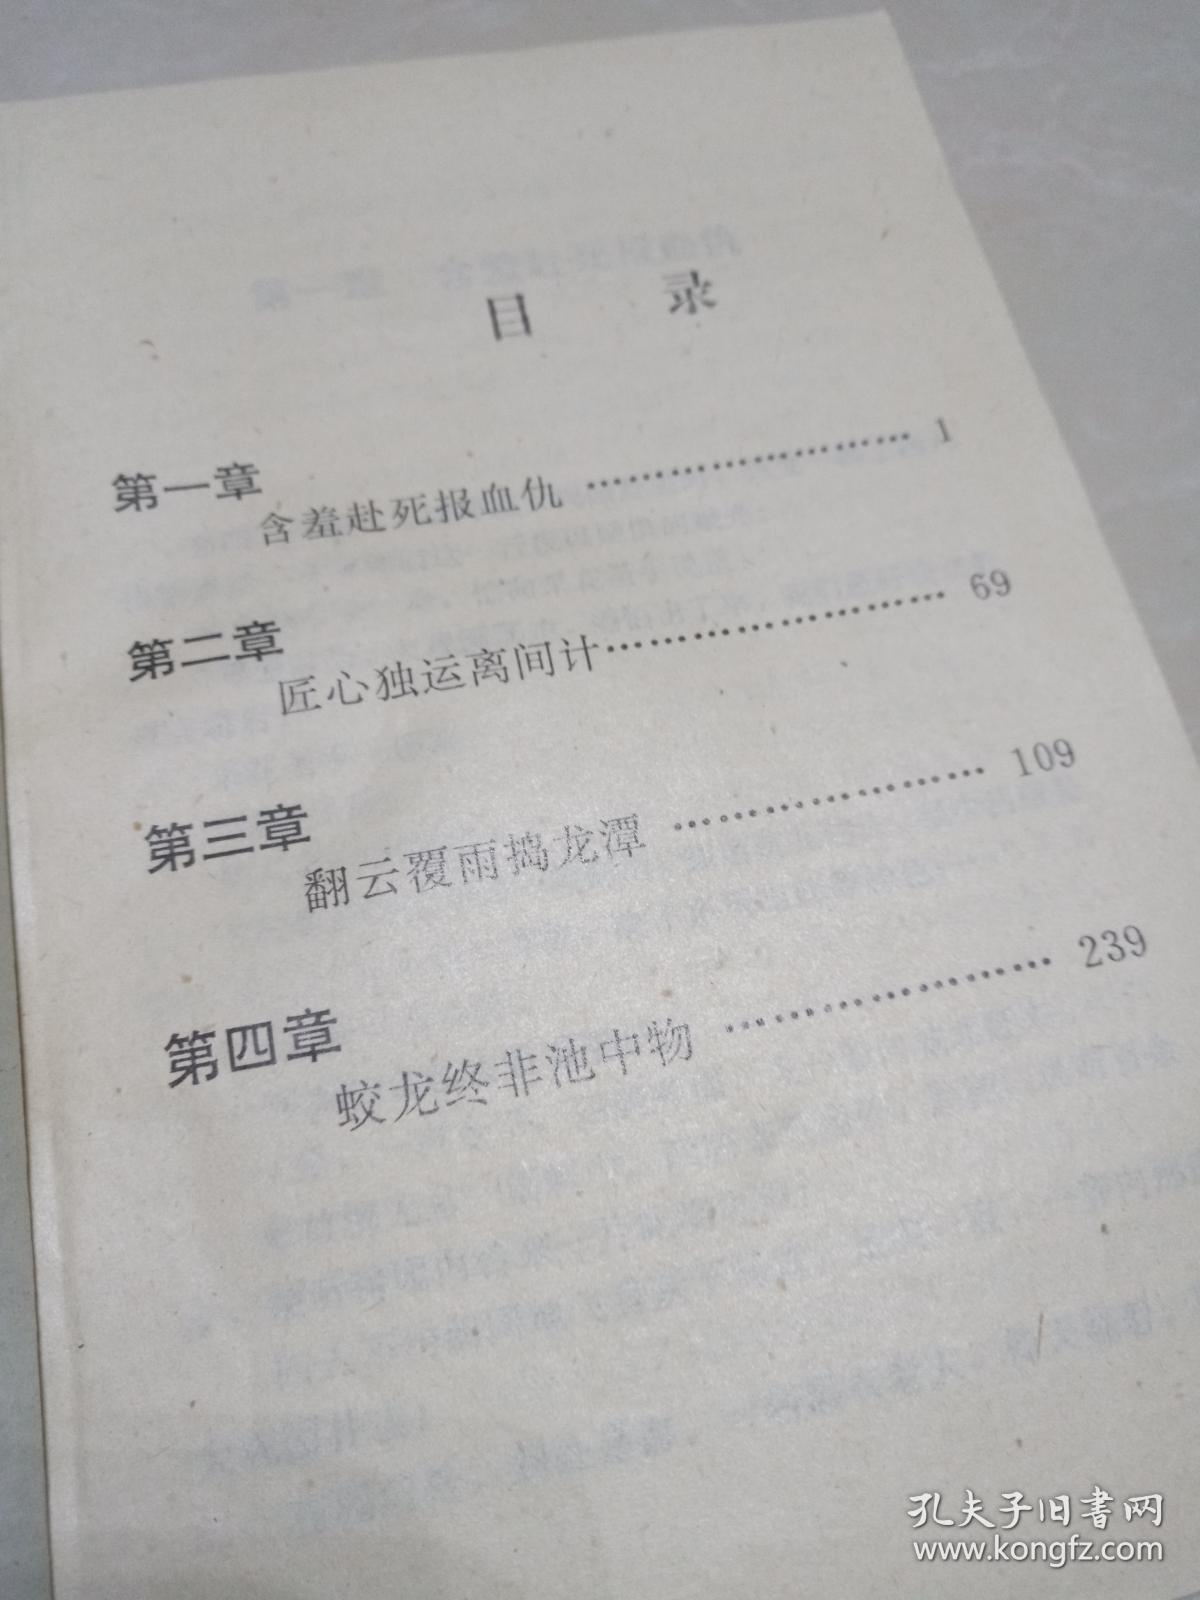 目 录
第一章
含羞赴死报血仇 …………………………… 1
第二章
匠心独运离间计 …………………………… 69
第三章
翻云覆雨捣龙潭 …………………………… 109
第四章
蛟龙终非池中物 …………………………… 239
孔夫子旧书网
www.kongfz.com